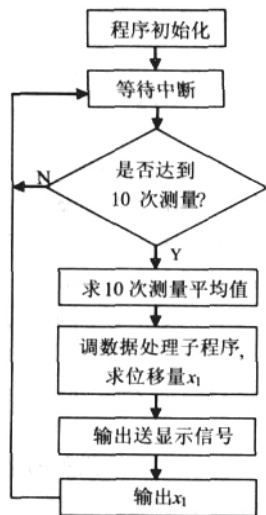 程序初始化
等待中断
是否达到
10 次测量?
N
Y
求10次测量平均值
调数据处理子程序,
求位移量x₁
输出送显示信号
输出x₁